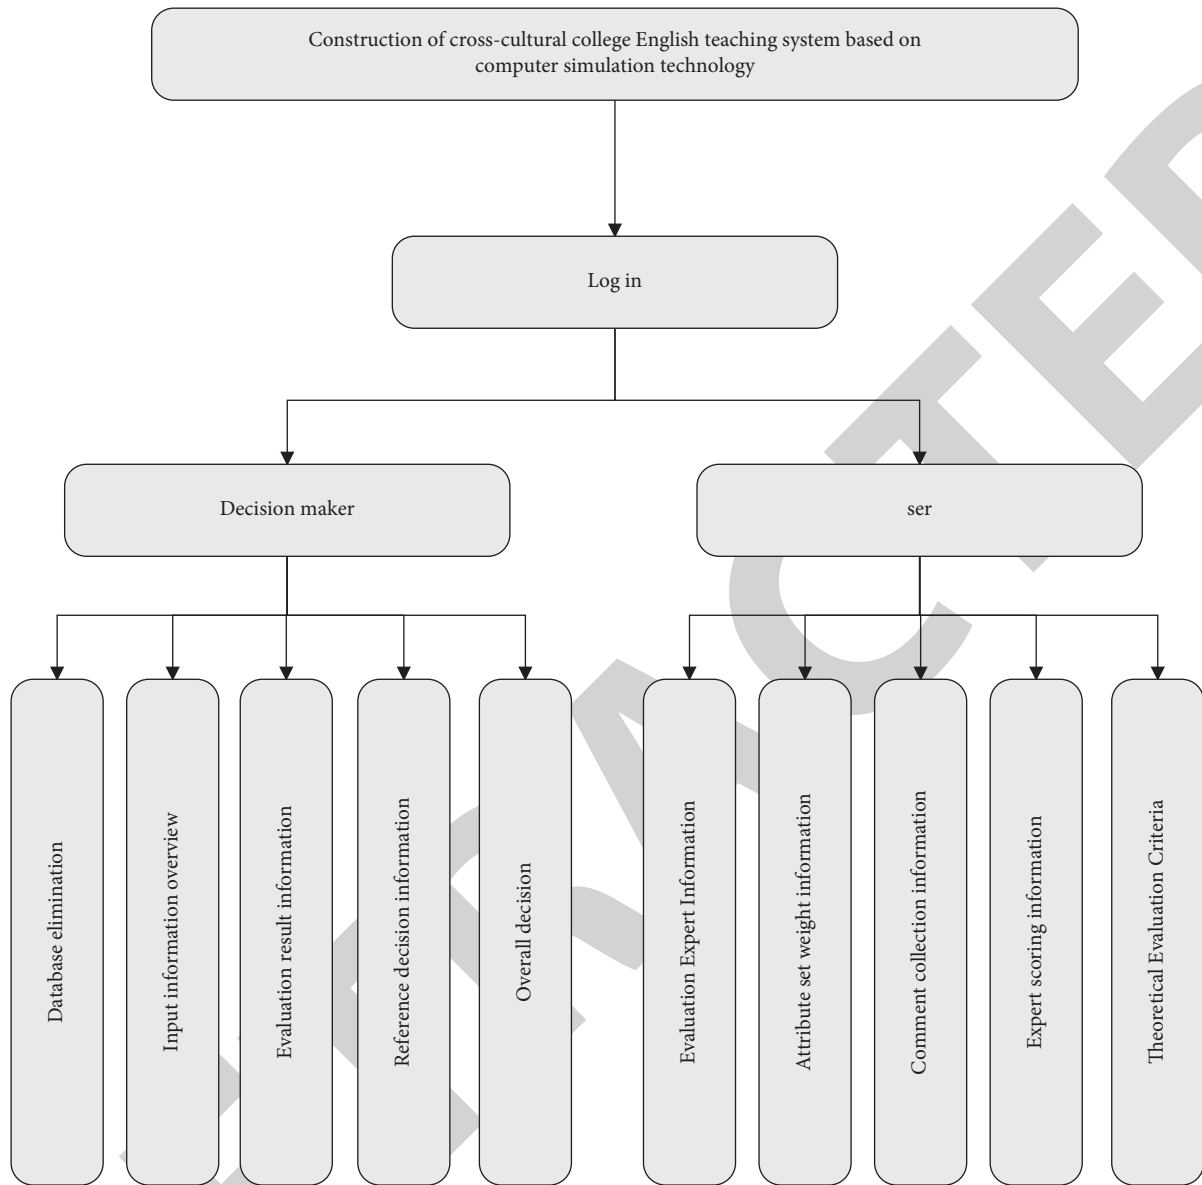 Construction of cross-cultural college English teaching system based on
computer simulation technology
Log in
Decision maker
ser
Database elimination
Input information overview
Evaluation result information
Reference decision information
Overall decision
Evaluation Expert Information
Attribute set weight information
Comment collection information
Expert scoring information
Theoretical Evaluation Criteria